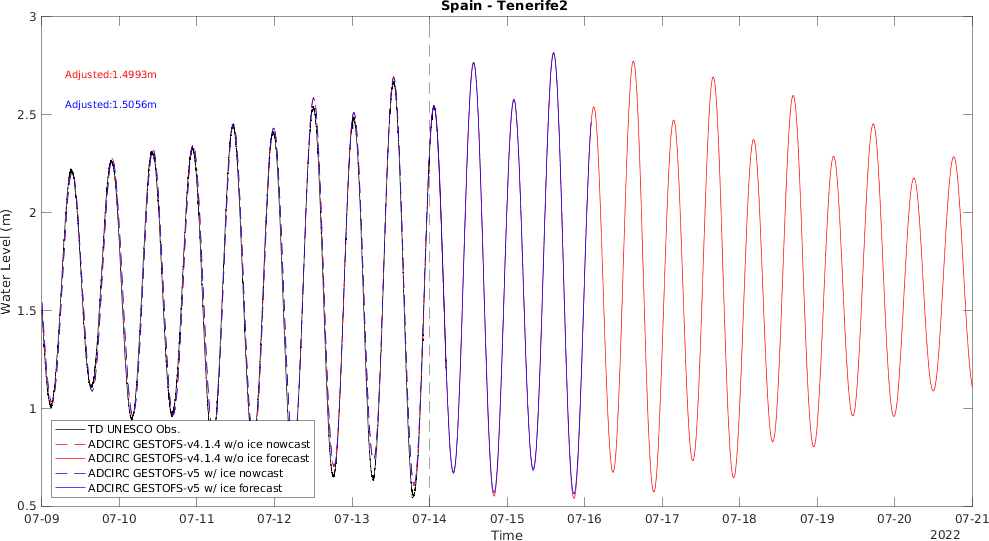 Spain - Tenerife2
3
2.5
2
1.5
1
0.5
Water Level (m)
Adjusted:1.4993m
Adjusted:1.5056m
TD UNESCO Obs.
ADCIRC GESTOFS-v4.1.4 w/o ice nowcast
ADCIRC GESTOFS-v4.1.4 w/o ice forecast
ADCIRC GESTOFS-v5 w/ ice nowcast
ADCIRC GESTOFS-v5 w/ ice forecast
07-09 07-10 07-11 07-12 07-13 07-14 07-15 07-16 07-17 07-18 07-19 07-20 07-21
Time
2022